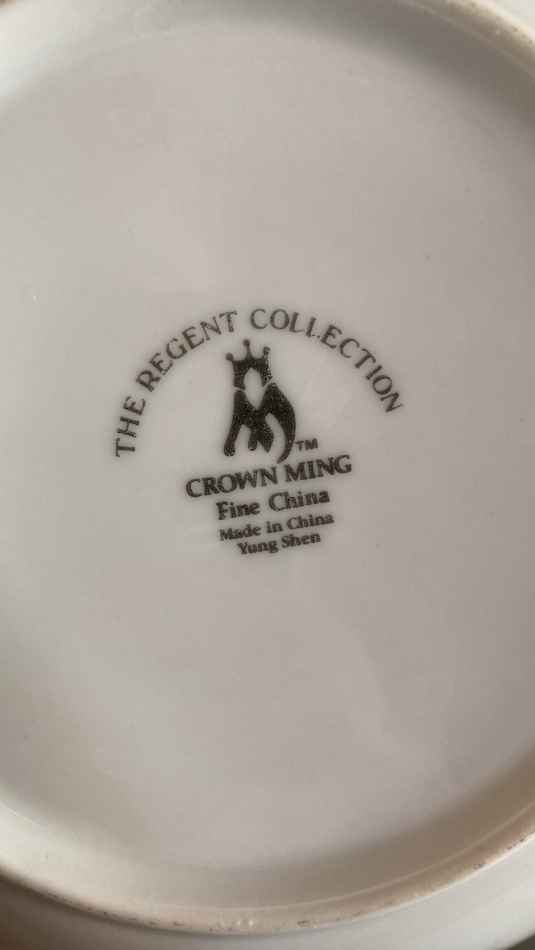 THE REGENT COLLECTION
TM
CROWN MING
Fine China
Made in China
Yung Shen